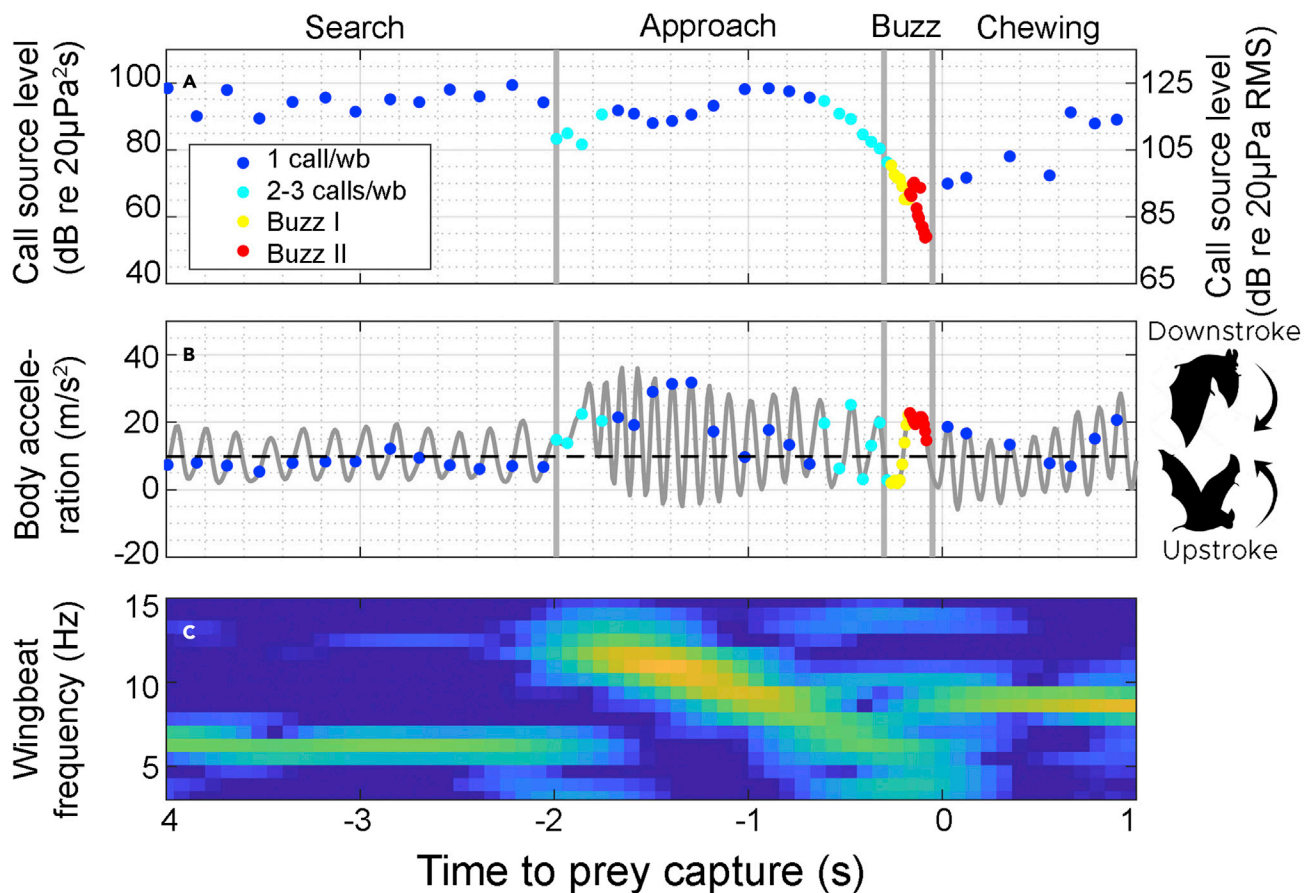 Search Approach Buzz Chewing
Call source level
(dB re 20µPa²s)
100
80
60
40
A
1 call/wb
2-3 calls/wb
Buzz I
Buzz II
125
105
85
65
Call source level
(dB re 20µPa RMS)
Body accele-
ration (m/s²)
40
20
0
-20
B
Downstroke
Upstroke
Wingbeat
frequency (Hz)
15
10
5
C
4 -3 -2 -1 0 1
Time to prey capture (s)